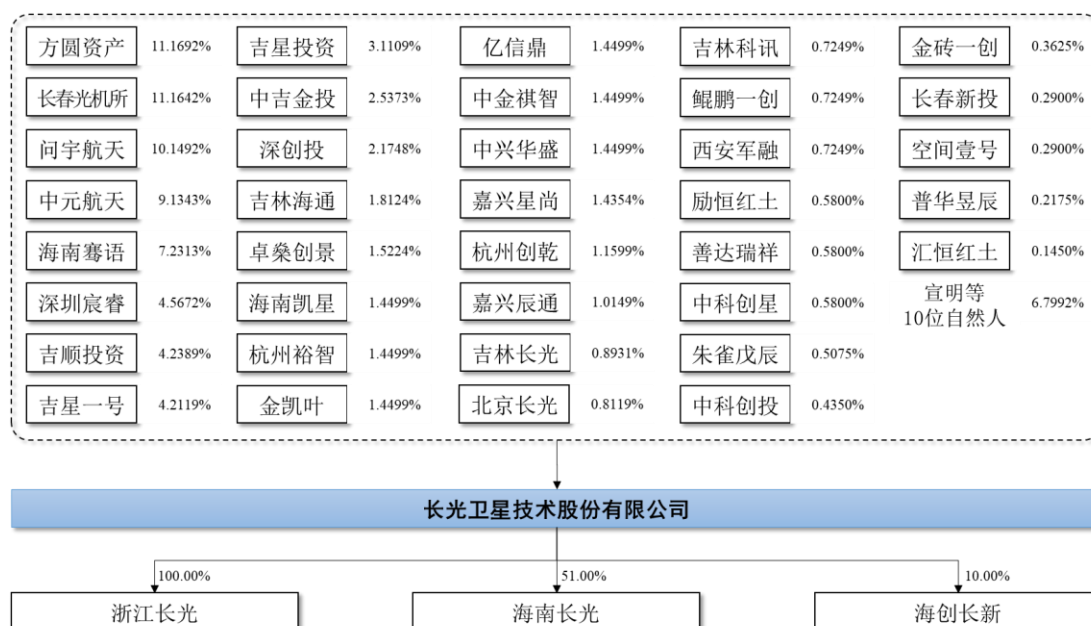 方圆资产 11.1692% 吉星投资 3.1109% 亿信鼎 1.4499% 吉林科讯 0.7249% 金砖一创 0.3625%
长春光机所 11.1642% 中吉金投 2.5373% 中金祺智 1.4499% 鲲鹏一创 0.7249% 长春新投 0.2900%
问宇航天 10.1492% 深创投 2.1748% 中兴华盛 1.4499% 西安军融 0.7249% 空间壹号 0.2900%
中元航天 9.1343% 吉林海通 1.8124% 嘉兴星尚 1.4354% 励恒红土 0.5800% 普华昱辰 0.2175%
海南骞语 7.2313% 卓燊创景 1.5224% 杭州创乾 1.1599% 善达瑞祥 0.5800% 汇恒红土 0.1450%
深圳宸睿 4.5672% 海南凯星 1.4499% 嘉兴辰通 1.0149% 中科创星 0.5800% 宣明等
10位自然人 6.7992%
吉顺投资 4.2389% 杭州裕智 1.4499% 吉林长光 0.8931% 朱雀戊辰 0.5075%
吉星一号 4.2119% 金凯叶 1.4499% 北京长光 0.8119% 中科创投 0.4350%
长光卫星技术股份有限公司
100.00% 51.00% 10.00%
浙江长光 海南长光 海创长新